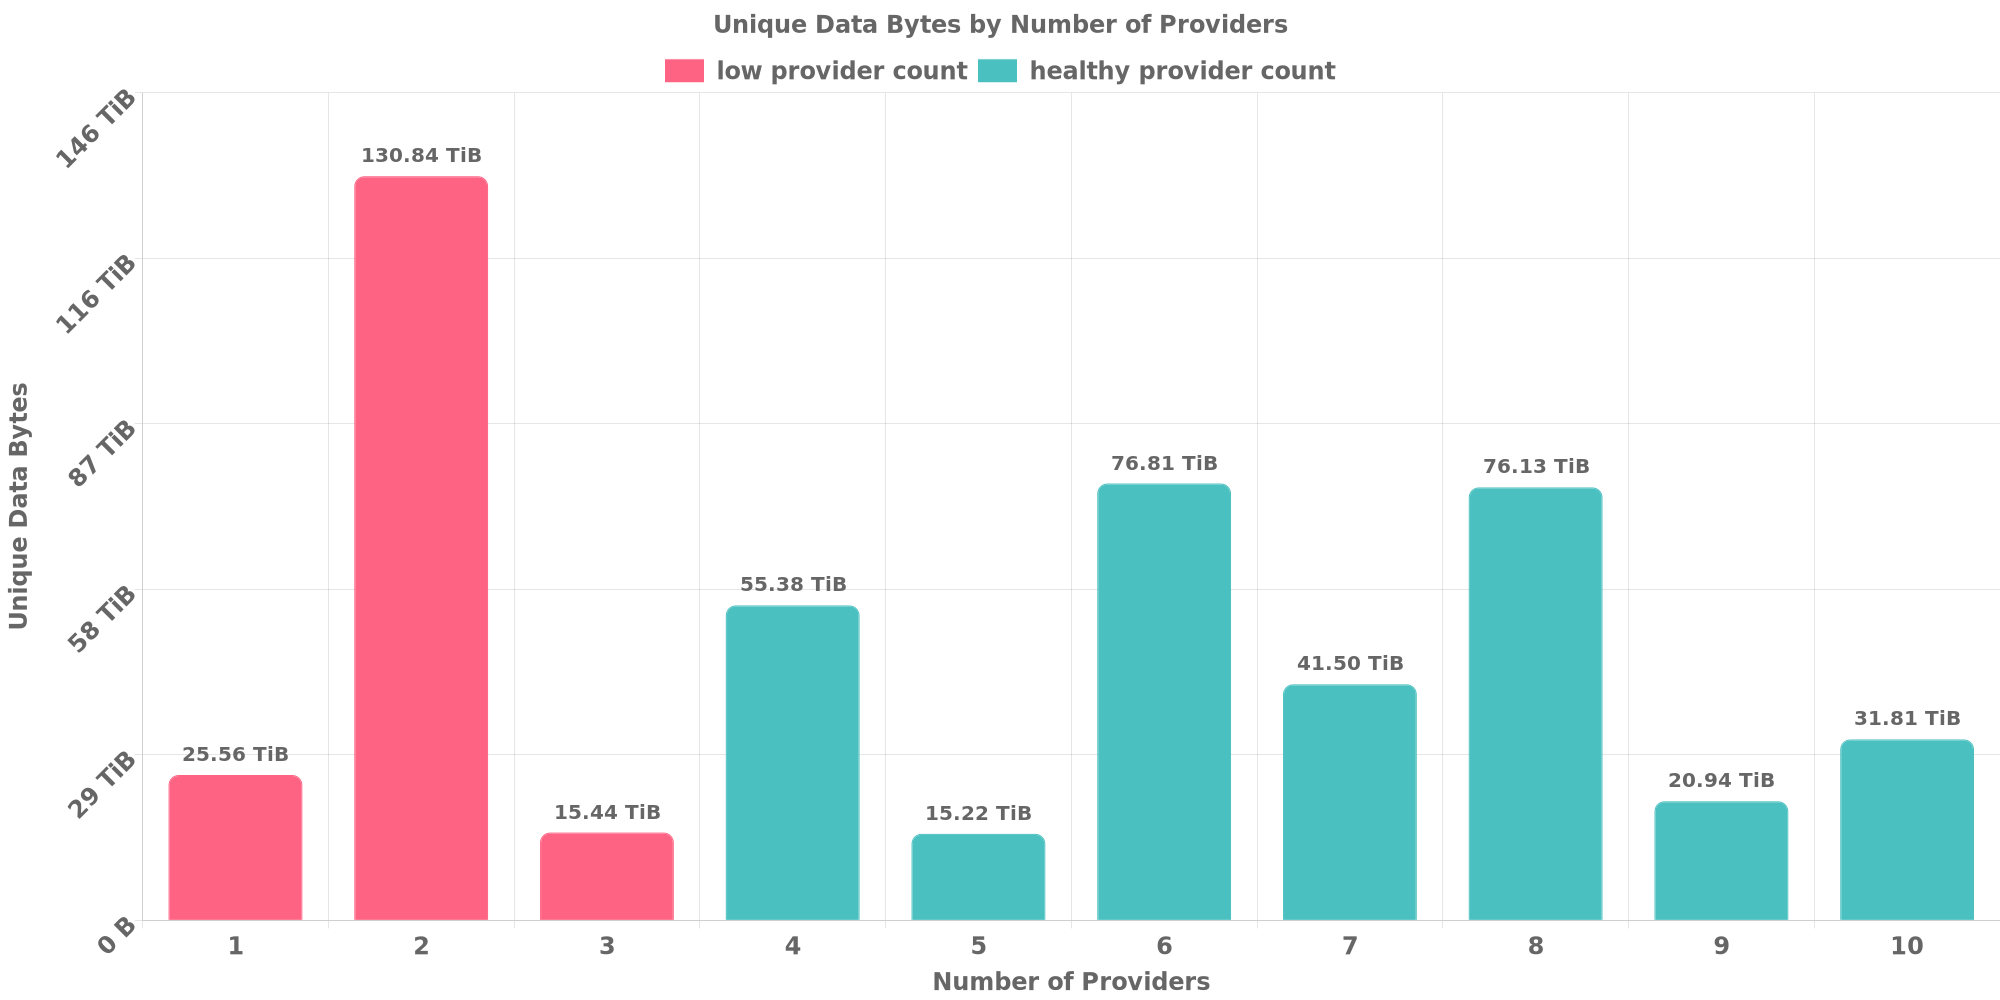 Unique Data Bytes by Number of Providers
low provider count
healthy provider count
146 TiB
116 TiB
87 TiB
58 TiB
29 TiB
0 B
Unique Data Bytes
25.56 TiB
130.84 TiB
15.44 TiB
55.38 TiB
15.22 TiB
76.81 TiB
41.50 TiB
76.13 TiB
20.94 TiB
31.81 TiB
1
2
3
4
5
6
7
8
9
10
Number of Providers